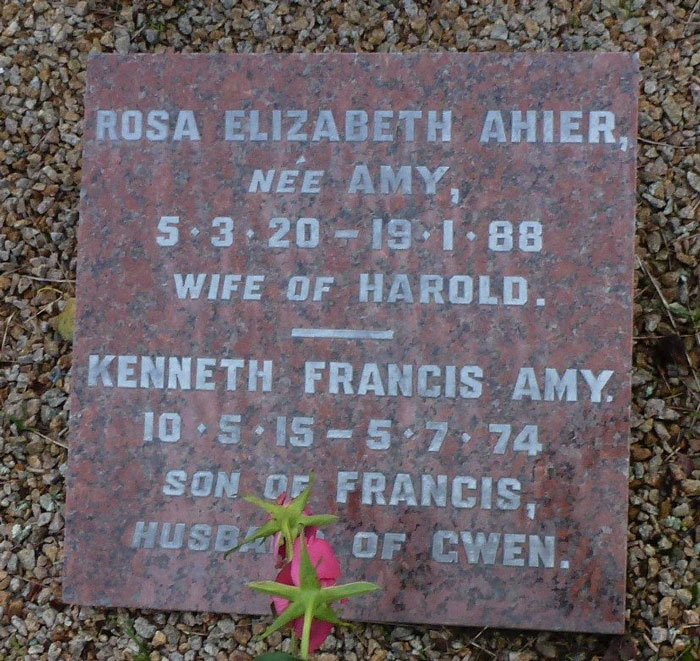 ROSA ELIZABETH AHIER,
NÉE AMY,
5·3·20–19·1·88
WIFE OF HAROLD.
KENNETH FRANCIS AMY.
10·5·15–5·7·74
SON OF FRANCIS,
HUSBAND OF GWEN.